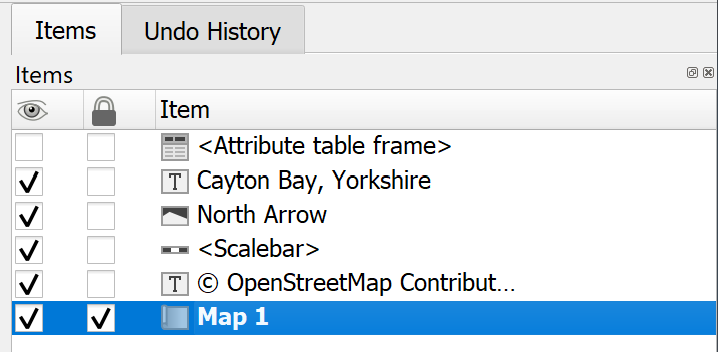 Items Undo History
Items
Item
<Attribute table frame>
Cayton Bay, Yorkshire
North Arrow
<Scalebar>
© OpenStreetMap Contribut...
Map 1